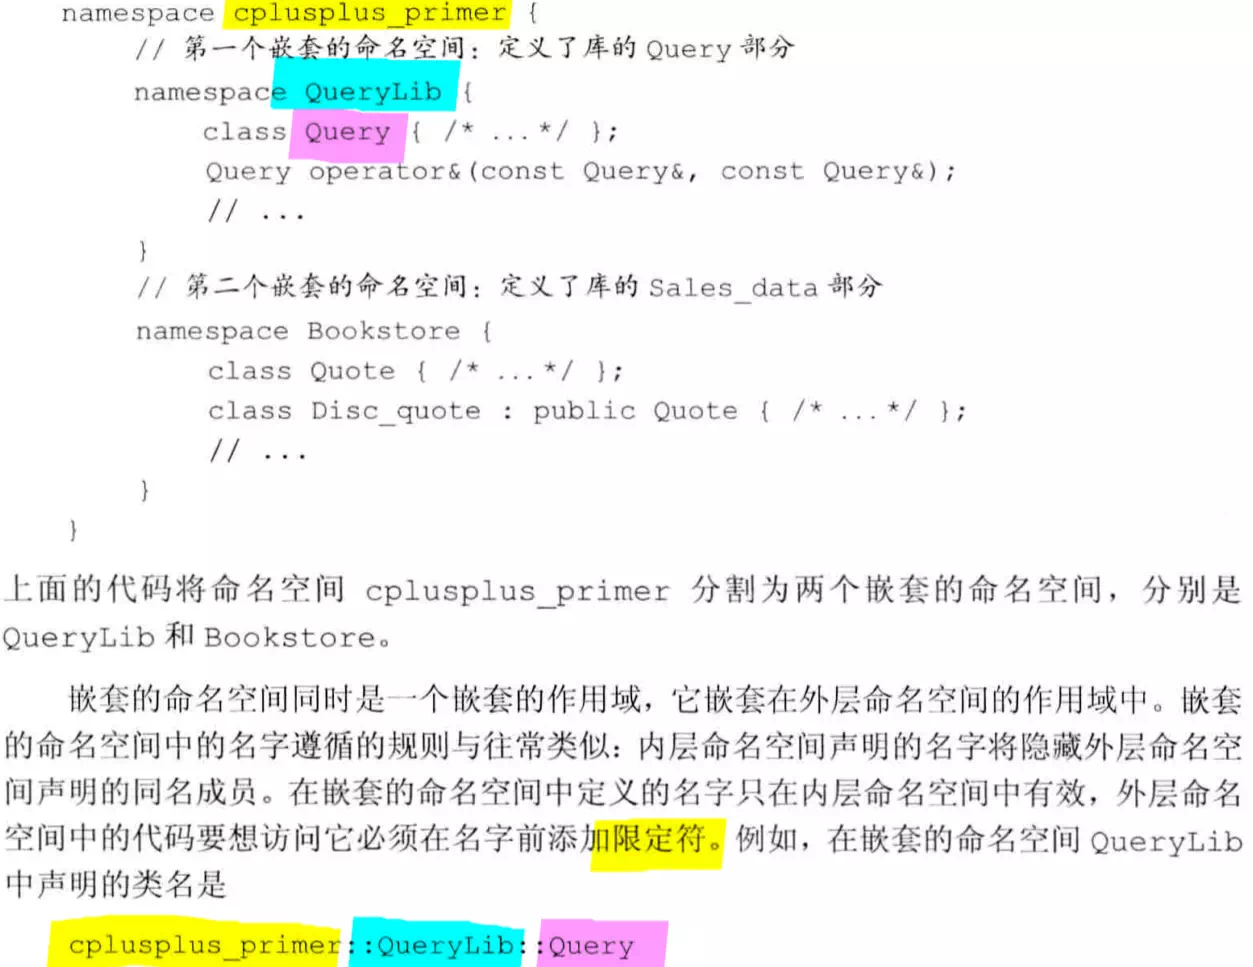 namespace cplusplus_primer {
// 第一个嵌套的命名空间：定义了库的 Query 部分
namespace QueryLib {
class Query { /* ...*/ };
Query operator&(const Query&, const Query&);
// ...
}
// 第二个嵌套的命名空间：定义了库的 Sales_data 部分
namespace Bookstore {
class Quote { /* ...*/ };
class Disc_quote : public Quote { /* ...*/ };
// ...
}
}
上面的代码将命名空间 cplusplus_primer 分割为两个嵌套的命名空间，分别是
QueryLib 和 Bookstore。
嵌套的命名空间同时是一个嵌套的作用域，它嵌套在外层命名空间的作用域中。嵌套
的命名空间中的名字遵循的规则与往常类似：内层命名空间声明的名字将隐藏外层命名空
间声明的同名成员。在嵌套的命名空间中定义的名字只在内层命名空间中有效，外层命名
空间中的代码要想访问它必须在名字前添加限定符。例如，在嵌套的命名空间 QueryLib
中声明的类名是
cplusplus_primer::QueryLib::Query